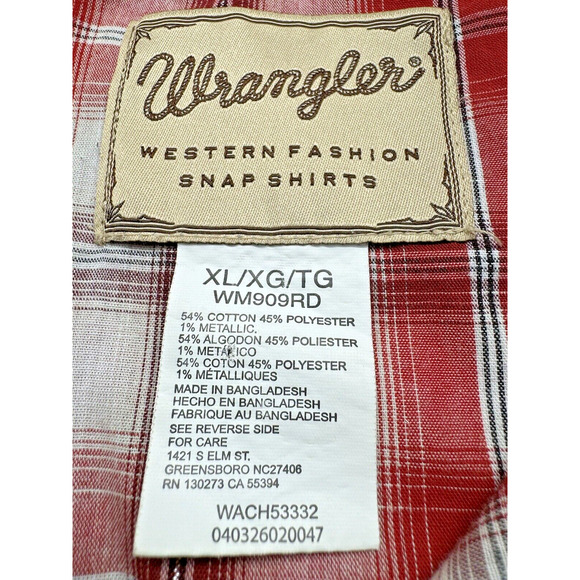 Wrangler®
WESTERN FASHION
SNAP SHIRTS
XL/XG/TG
WM909RD
54% COTTON 45% POLYESTER
1% METALLIC.
54% ALGODON 45% POLIESTER
1% METALICO
54% COTON 45% POLYESTER
1% MÉTALLIQUES
MADE IN BANGLADESH
HECHO EN BANGLADESH
FABRIQUE AU BANGLADESH
SEE REVERSE SIDE
FOR CARE
1421 S ELM ST,
GREENSBORO NC27406
RN 130273 CA 55394
WACH53332
040326020047